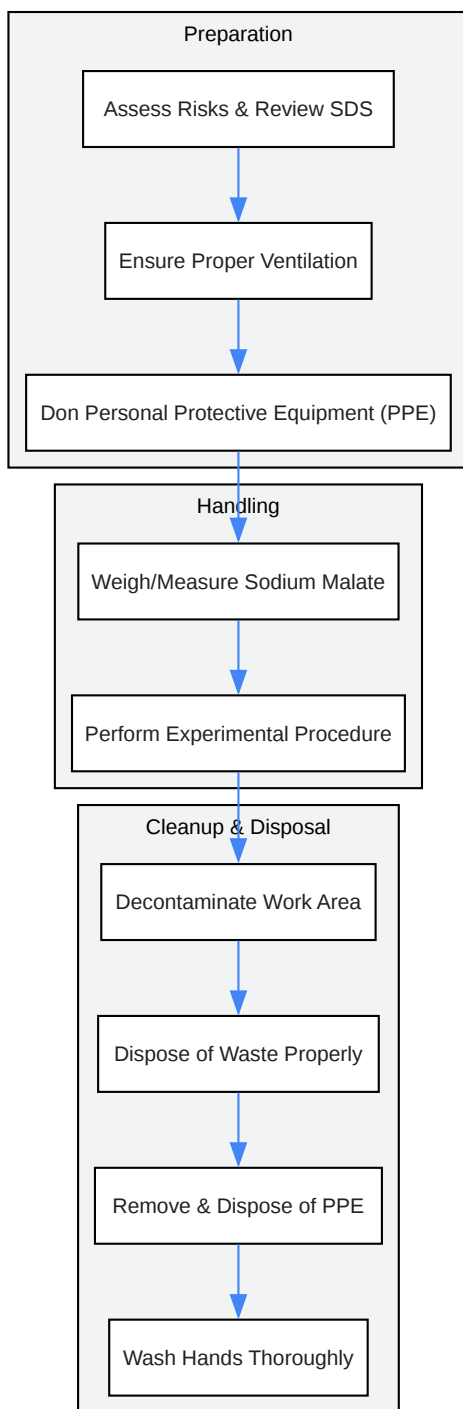 Preparation
Assess Risks & Review SDS
Ensure Proper Ventilation
Don Personal Protective Equipment (PPE)
Handling
Weigh/Measure Sodium Malate
Perform Experimental Procedure
Cleanup & Disposal
Decontaminate Work Area
Dispose of Waste Properly
Remove & Dispose of PPE
Wash Hands Thoroughly